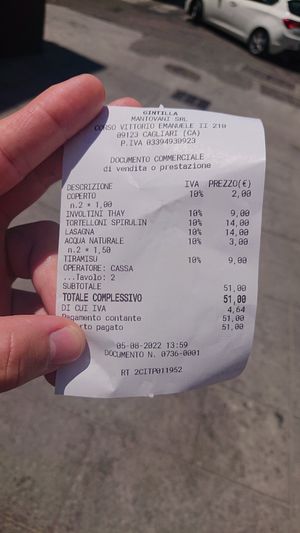 GINTILLA
MANTOVANI SRL
CORSO VITTORIO EMANUELE II 210
09123 CAGLIARI (CA)
P.IVA 03394930923
DOCUMENTO COMMERCIALE
di vendita o prestazione
DESCRIZIONE IVA PREZZO(€)
COPERTO 10% 2,00
n.2 * 1,00
INVOLTINI THAY 10% 9,00
TORTELLONI SPIRULIN 10% 14,00
LASAGNA 10% 14,00
ACQUA NATURALE 10% 3,00
n.2 * 1,50
TIRAMISU 10% 9,00
OPERATORE: CASSA
...Tavolo: 2
SUBTOTALE 51,00
TOTALE COMPLESSIVO 51,00
DI CUI IVA 4,64
Pagamento contante 51,00
rto pagato 51,00
05-08-2022 13:59
DOCUMENTO N. 0736-0001
RT 2CITP011952